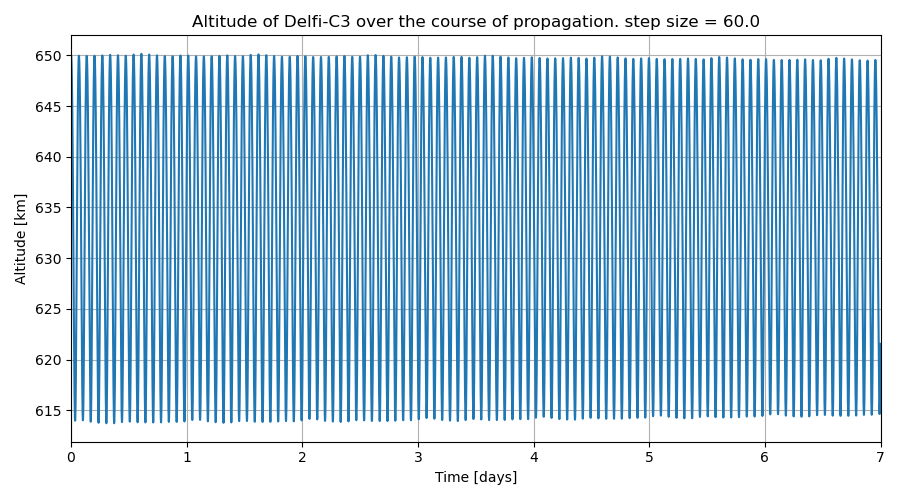 Altitude of Delfi-C3 over the course of propagation. step size = 60.0
Altitude [km]
650
645
640
635
630
625
620
615
0 1 2 3 4 5 6 7
Time [days]